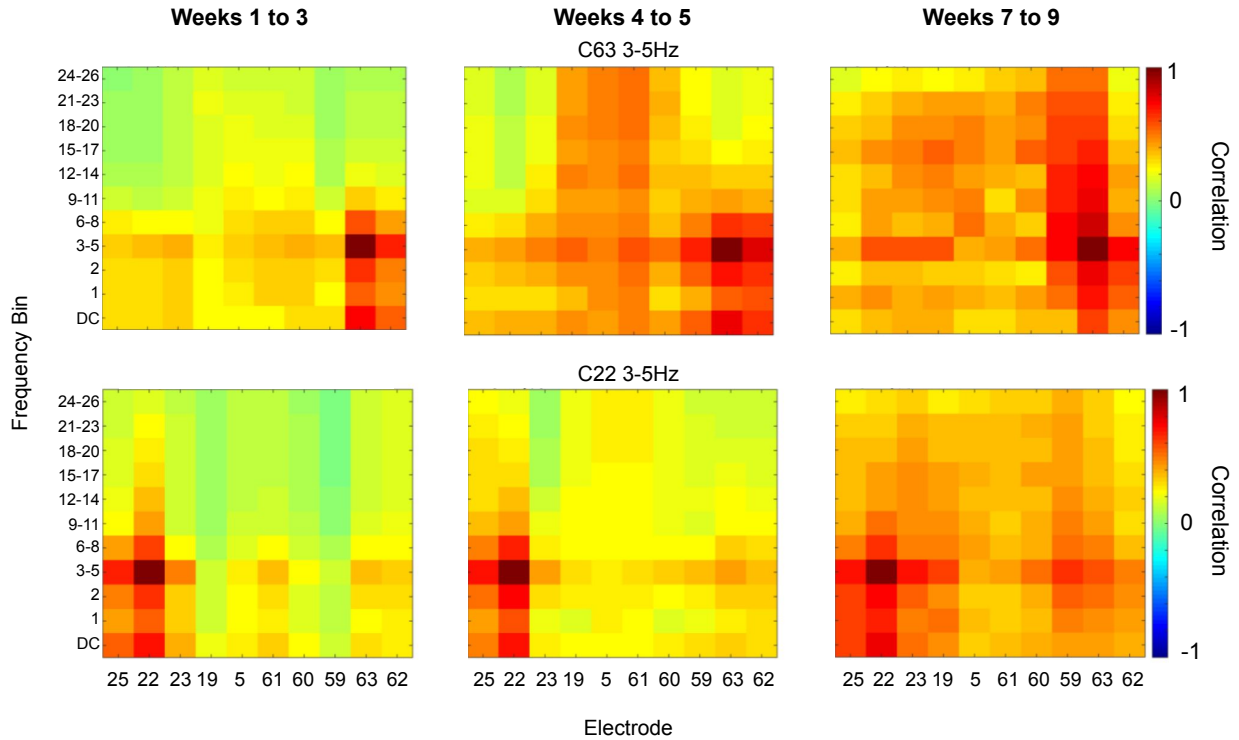 Weeks 1 to 3 Weeks 4 to 5 Weeks 7 to 9
C63 3-5Hz
24-26
21-23
18-20
15-17
12-14
9-11
6-8
3-5
2
1
DC
1
0
-1
Correlation
Frequency Bin
C22 3-5Hz
24-26
21-23
18-20
15-17
12-14
9-11
6-8
3-5
2
1
DC
1
0
-1
Correlation
25 22 23 19 5 61 60 59 63 62 25 22 23 19 5 61 60 59 63 62 25 22 23 19 5 61 60 59 63 62
Electrode